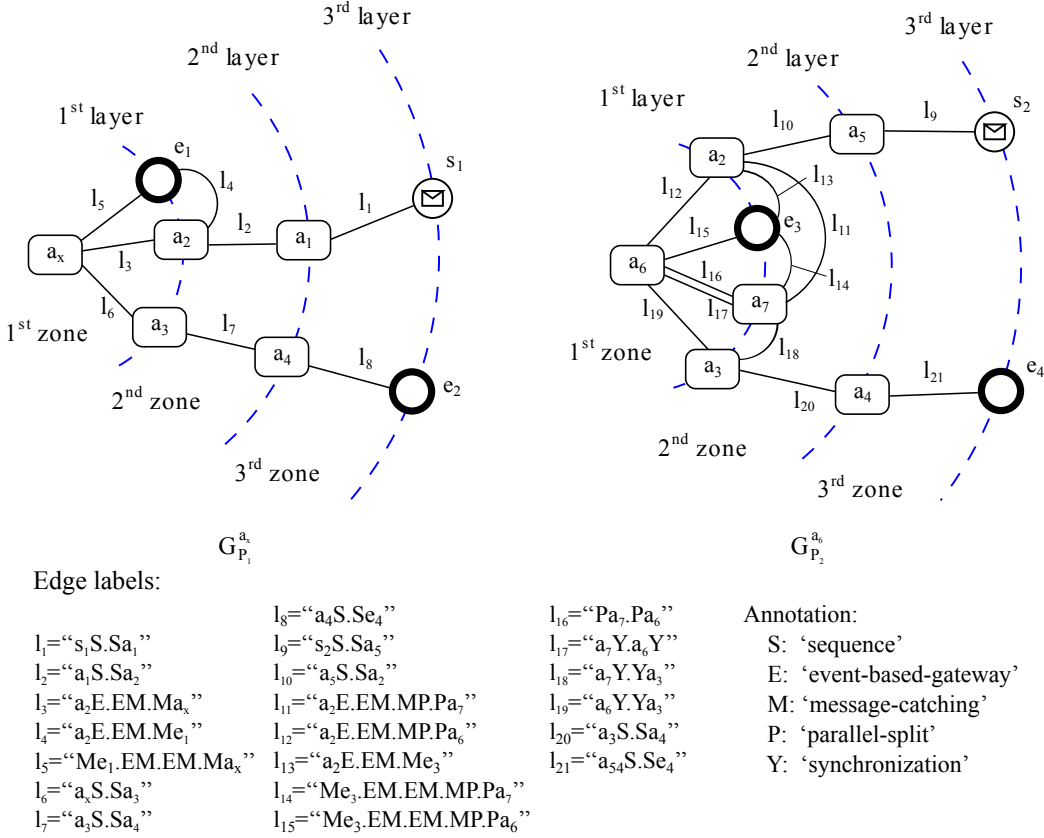 3rd layer
2nd layer
1st layer
e1
s1
l5
l4
l1
l2
ax
a2
a1
l3
l6
a3
l7
a4
l8
e2
1st zone
2nd zone
3rd zone
G P1 ax
3rd layer
2nd layer
1st layer
s2
l9
l10
a5
a2
l13
l12
e3
l15
l11
a6
l16
l14
l17
a7
l19
l18
1st zone
a3
l20
a4
l21
e4
2nd zone
3rd zone
G P2 a6
Edge labels:
l1=“s1S.Sa1”
l2=“a1S.Sa2”
l3=“a2E.EM.Max”
l4=“a2E.EM.Me1”
l5=“Me1.EM.EM.Max”
l6=“axS.Sa3”
l7=“a3S.Sa4”
l8=“a4S.Se4”
l9=“s2S.Sa5”
l10=“a5S.Sa2”
l11=“a2E.EM.MP.Pa7”
l12=“a2E.EM.MP.Pa6”
l13=“a2E.EM.Me3”
l14=“Me3.EM.EM.MP.Pa7”
l15=“Me3.EM.EM.MP.Pa6”
l16=“Pa7.Pa6”
l17=“a7Y.a6Y”
l18=“a7Y.Ya3”
l19=“a6Y.Ya3”
l20=“a3S.Sa4”
l21=“a54S.Se4”
Annotation:
S: ‘sequence’
E: ‘event-based-gateway’
M: ‘message-catching’
P: ‘parallel-split’
Y: ‘synchronization’